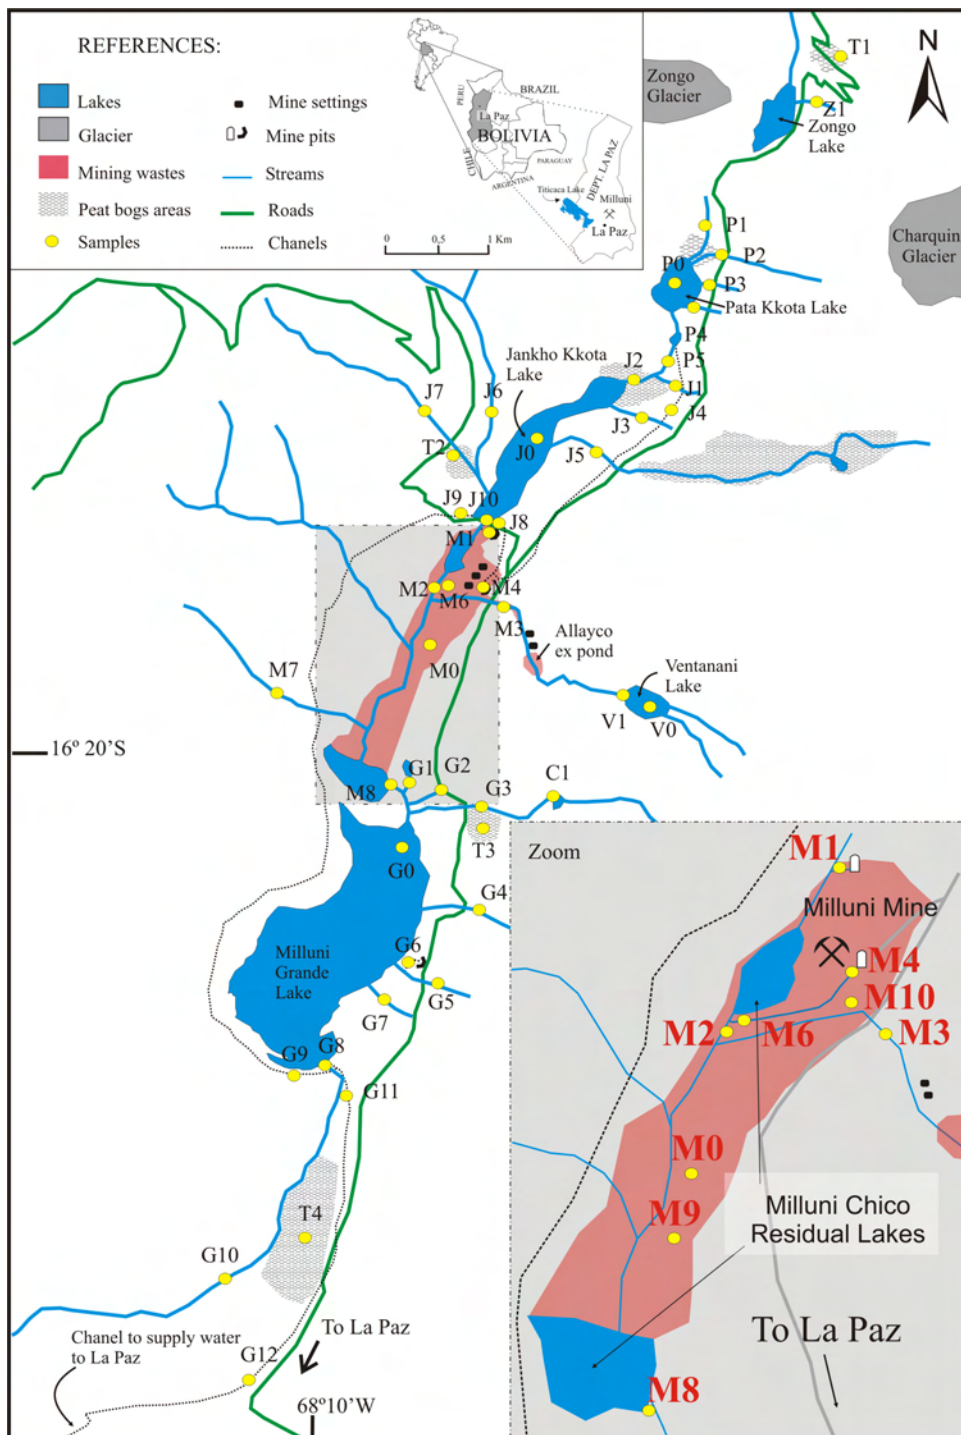 REFERENCES:
Lakes
Glacier
Mining wastes
Peat bogs areas
Samples
Mine settings
Mine pits
Streams
Roads
Chanels
0
0.5
1 Km
PERU
BRAZIL
La Paz
BOLIVIA
CHILE
PARAGUAY
ARGENTINA
DEPT. LA PAZ
Titicaca Lake
Milluni
La Paz
N
Zongo
Glacier
T1
Z1
Zongo
Lake
Charquini
Glacier
P1
P2
P0
P3
Pata Kkota Lake
P4
P5
Jankho Kkota
Lake
J2
J1
J7
J6
J4
J3
J0
J5
T2
J9
J10
J8
M1
M2
M6
M4
M3
Allayco
ex pond
M0
Ventanani
Lake
M7
V1
V0
16º 20'S
G1
G2
M8
G3
C1
T3
G0
G4
Milluni
Grande
Lake
G6
G5
G7
G8
G9
G11
T4
G10
To La Paz
Chanel to supply water
to La Paz
G12
68º10'W
Zoom
M1
Milluni Mine
M4
M10
M2
M6
M3
M0
M9
Milluni Chico
Residual Lakes
To La Paz
M8